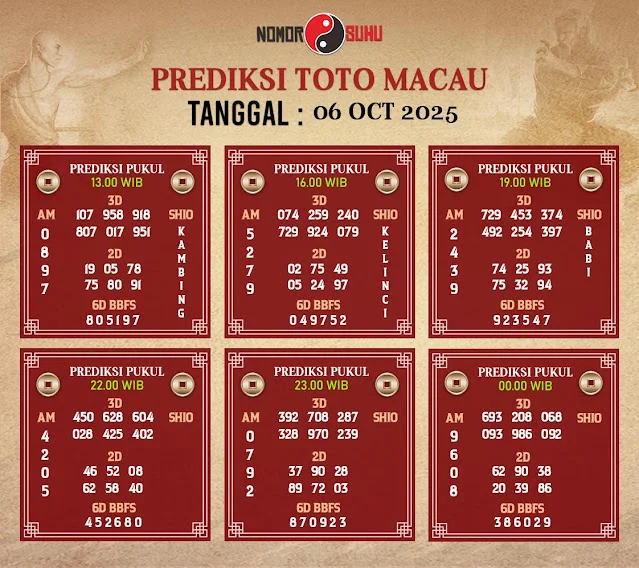 NOMOR SUHU
PREDIKSI TOTO MACAU
TANGGAL : 06 OCT 2025
PREDIKSI PUKUL
13.00 WIB
3D
AM 107 958 918 SHIO
807 017 951
0 8 9 7
KAMBING
2D
19 05 78
75 80 91
6D BBFS
805197
PREDIKSI PUKUL
16.00 WIB
3D
AM 074 259 240 SHIO
729 924 079
5 2 7 9
KELINCI
2D
02 75 49
05 24 97
6D BBFS
049752
PREDIKSI PUKUL
19.00 WIB
3D
AM 729 453 374 SHIO
492 254 397
2 4 3 9
BABI
2D
74 25 93
75 32 94
6D BBFS
923547
PREDIKSI PUKUL
22.00 WIB
3D
AM 450 628 604 SHIO
028 425 402
4 2 0 5
2D
46 52 08
62 58 40
6D BBFS
452680
PREDIKSI PUKUL
23.00 WIB
3D
AM 392 708 287 SHIO
328 970 239
0 7 9 2
2D
37 90 28
89 72 03
6D BBFS
870923
PREDIKSI PUKUL
00.00 WIB
3D
AM 693 208 068 SHIO
093 986 092
9 6 0 8
2D
62 90 38
20 39 86
6D BBFS
386029